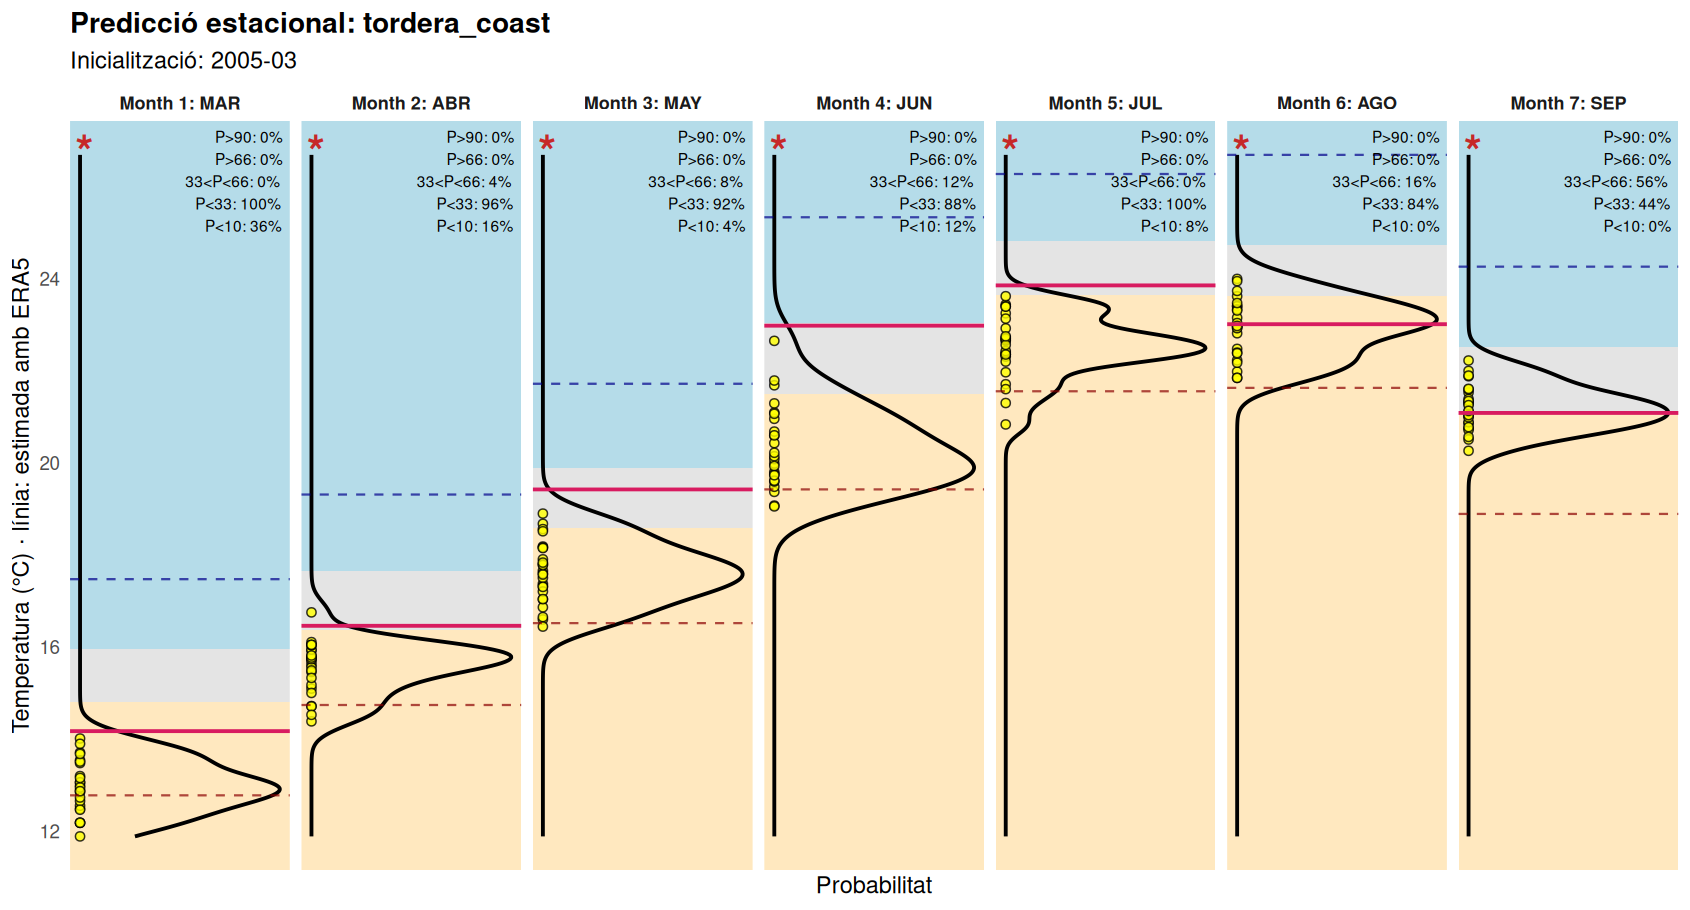 Predicció estacional: tordera_coast
Inicialització: 2005-03
Month 1: MAR
Month 2: ABR
Month 3: MAY
Month 4: JUN
Month 5: JUL
Month 6: AGO
Month 7: SEP
*
P>90: 0%
P>66: 0%
33<P<66: 0%
P<33: 100%
P<10: 36%
*
P>90: 0%
P>66: 0%
33<P<66: 4%
P<33: 96%
P<10: 16%
*
P>90: 0%
P>66: 0%
33<P<66: 8%
P<33: 92%
P<10: 4%
*
P>90: 0%
P>66: 0%
33<P<66: 12%
P<33: 88%
P<10: 12%
*
P>90: 0%
P>66: 0%
33<P<66: 0%
P<33: 100%
P<10: 8%
*
P>90: 0%
P>66: 0%
33<P<66: 16%
P<33: 84%
P<10: 0%
*
P>90: 0%
P>66: 0%
33<P<66: 56%
P<33: 44%
P<10: 0%
Temperatura (°C) · línia: estimada amb ERA5
24
20
16
12
Probabilitat